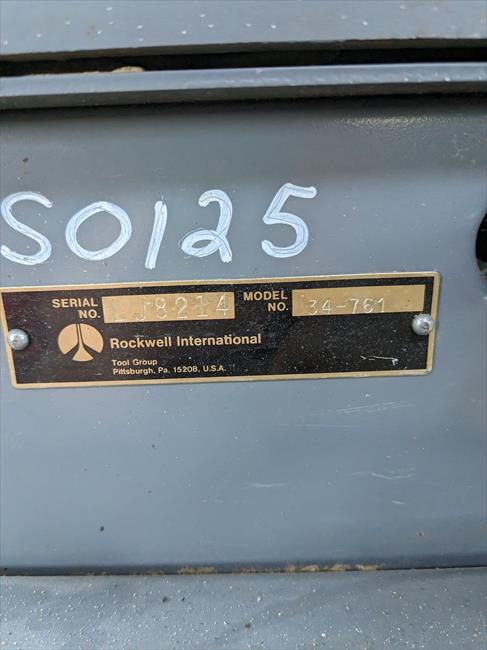 S0125
SERIAL NO. LJ8214 MODEL NO. 34-761
Rockwell International
Tool Group
Pittsburgh, Pa. 15208, U.S.A.